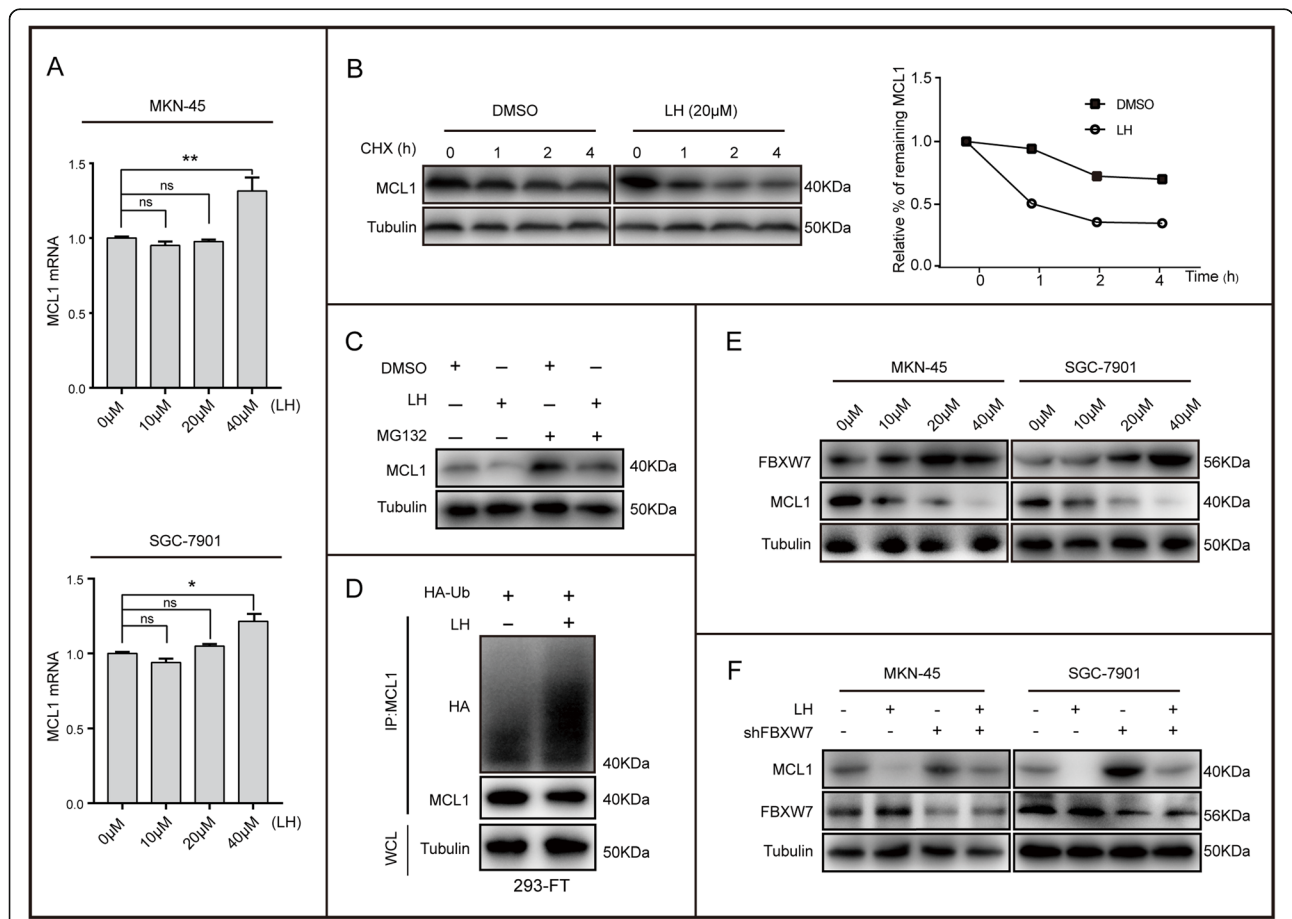 A
MKN-45
MCL1 mRNA
1.5
1.0
0.5
0.0
**
ns
ns
0μM 10μM 20μM 40μM (LH)
SGC-7901
MCL1 mRNA
1.5
1.0
0.5
0.0
*
ns
ns
0μM 10μM 20μM 40μM (LH)
B
DMSO LH (20μM)
CHX (h) 0 1 2 4 0 1 2 4
MCL1 40KDa
Tubulin 50KDa
Relative % of remaining MCL1
1.5
1.0
0.5
0.0
DMSO
LH
0 1 2 4 Time (h)
C
DMSO + – + –
LH – + – +
MG132 – – + +
MCL1 40KDa
Tubulin 50KDa
D
HA-Ub + +
LH – +
IP:MCL1
HA 40KDa
MCL1 40KDa
WCL
Tubulin 50KDa
293-FT
E
MKN-45 SGC-7901
0μM 10μM 20μM 40μM 0μM 10μM 20μM 40μM
FBXW7 56KDa
MCL1 40KDa
Tubulin 50KDa
F
MKN-45 SGC-7901
LH - + - + - + - +
shFBXW7 - - + + - - + +
MCL1 40KDa
FBXW7 56KDa
Tubulin 50KDa